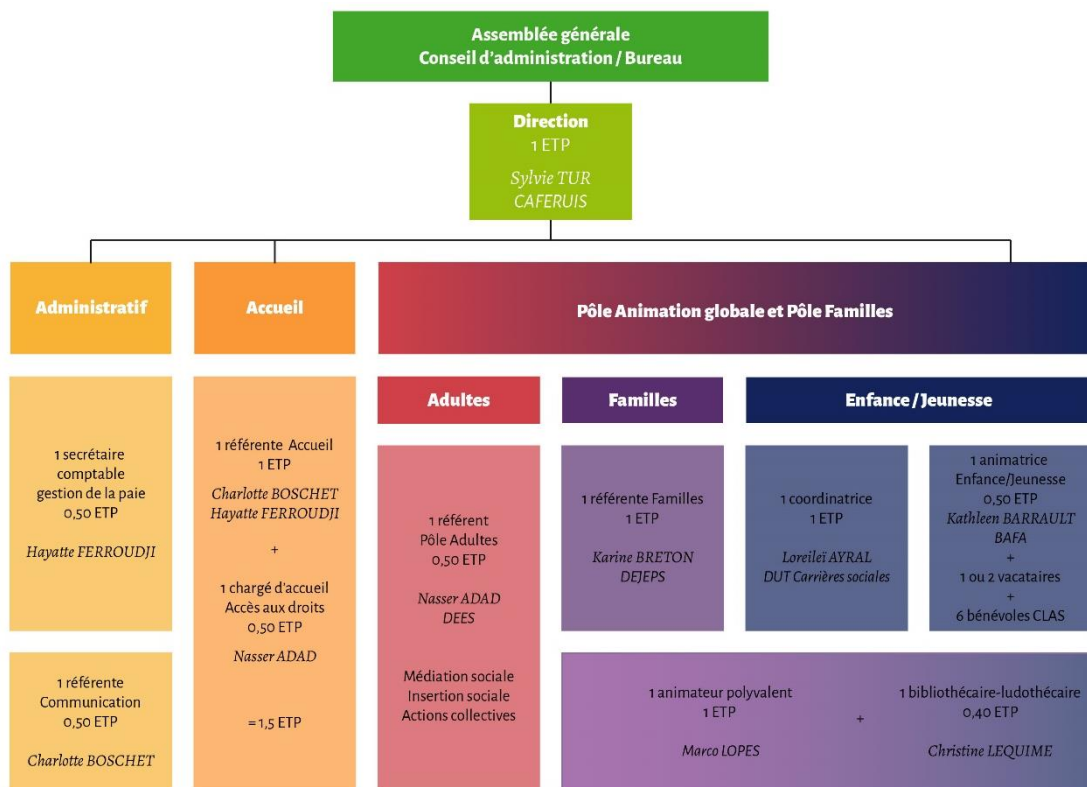 Assemblée générale
Conseil d'administration / Bureau
Direction
1 ETP
Sylvie TUR
CAFERUIS
Administratif
Accueil
Pôle Animation globale et Pôle Familles
1 secrétaire
comptable
gestion de la paie
0,50 ETP
Hayatte FERROUDJI
1 référente
Communication
0,50 ETP
Charlotte BOSCHET
1 référente Accueil
1 ETP
Charlotte BOSCHET
Hayatte FERROUDJI
+
1 chargé d'accueil
Accès aux droits
0,50 ETP
Nasser ADAD
= 1,5 ETP
Adultes
1 référent
Pôle Adultes
0,50 ETP
Nasser ADAD
DEES
Médiation sociale
Insertion sociale
Actions collectives
Familles
1 référente Familles
1 ETP
Karine BRETON
DEJEPS
Enfance / Jeunesse
1 coordinatrice
1 ETP
Loreileï AYRAL
DUT Carrières sociales
1 animatrice
Enfance/Jeunesse
0,50 ETP
Kathleen BARRAULT
BAFA
+
1 ou 2 vacataires
+
6 bénévoles CLAS
1 animateur polyvalent
1 ETP
Marco LOPES
+
1 bibliothécaire-ludothécaire
0,40 ETP
Christine LEQUIME